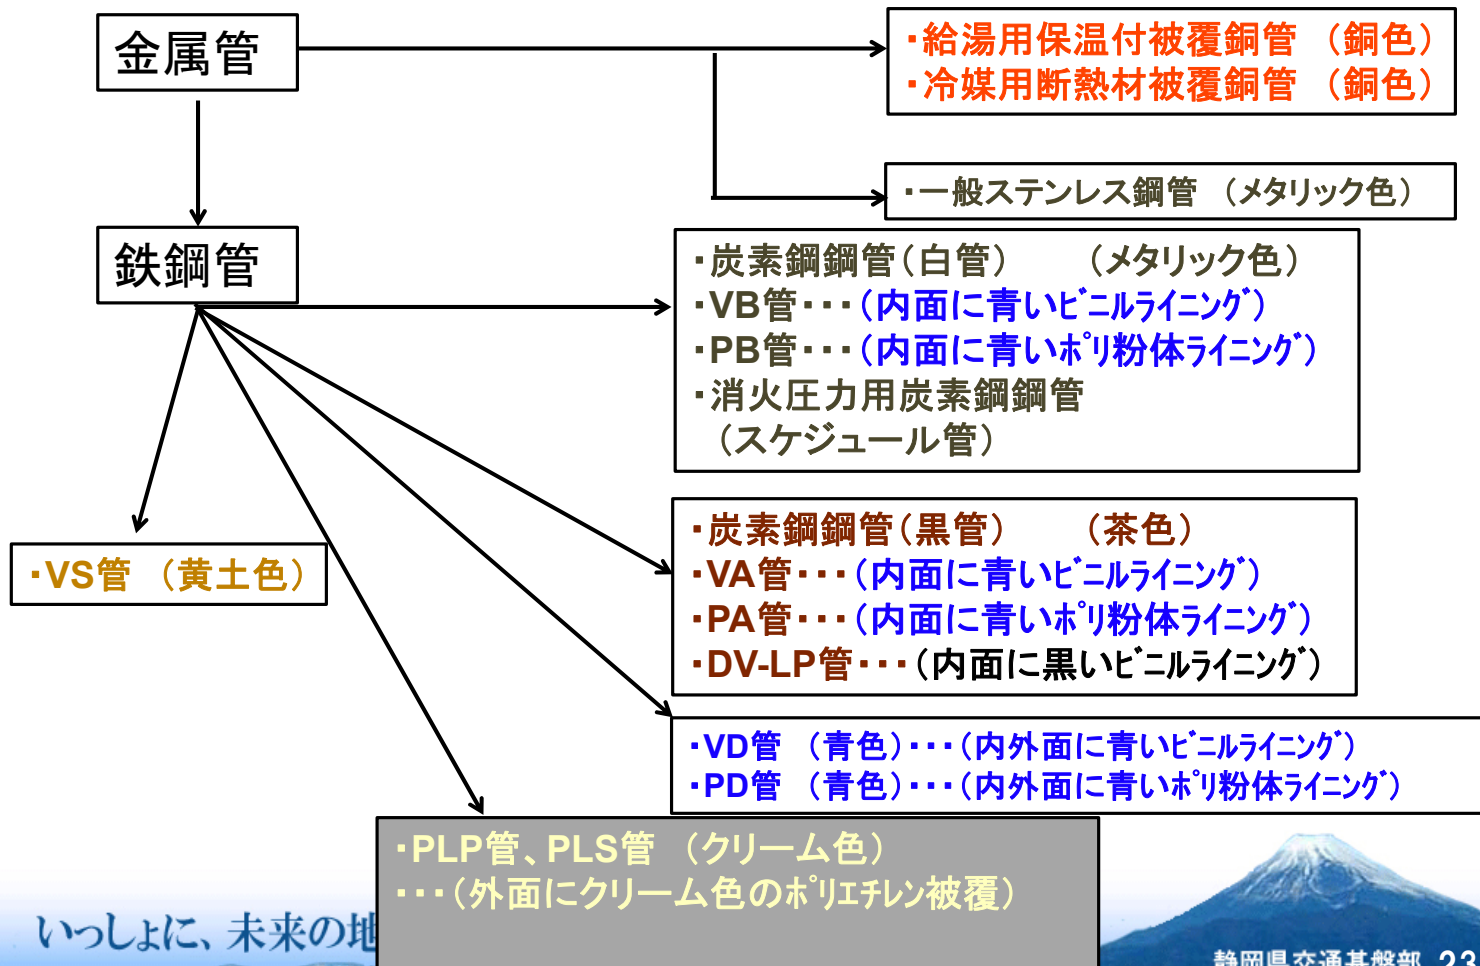 金属管
・給湯用保温付被覆銅管　（銅色）
・冷媒用断熱材被覆銅管　（銅色）
・一般ステンレス鋼管　（メタリック色）
鉄鋼管
・炭素鋼鋼管（白管）　　（メタリック色）
・VB管・・・（内面に青いﾋﾞﾆﾙﾗｲﾆﾝｸﾞ）
・PB管・・・（内面に青いﾎﾟﾘ粉体ﾗｲﾆﾝｸﾞ）
・消火圧力用炭素鋼鋼管
（スケジュール管）
・VS管　（黄土色）
・炭素鋼鋼管（黒管）　　（茶色）
・VA管・・・（内面に青いﾋﾞﾆﾙﾗｲﾆﾝｸﾞ）
・PA管・・・（内面に青いﾎﾟﾘ粉体ﾗｲﾆﾝｸﾞ）
・DV-LP管・・・（内面に黒いﾋﾞﾆﾙﾗｲﾆﾝｸﾞ）
・VD管　（青色）・・・（内外面に青いﾋﾞﾆﾙﾗｲﾆﾝｸﾞ）
・PD管　（青色）・・・（内外面に青いﾎﾟﾘ粉体ﾗｲﾆﾝｸﾞ）
・PLP管、PLS管　（クリーム色）
・・・（外面にクリーム色のﾎﾟﾘｴﾁﾚﾝ被覆）
いっしょに、未来の地
静岡県交通基盤部 23